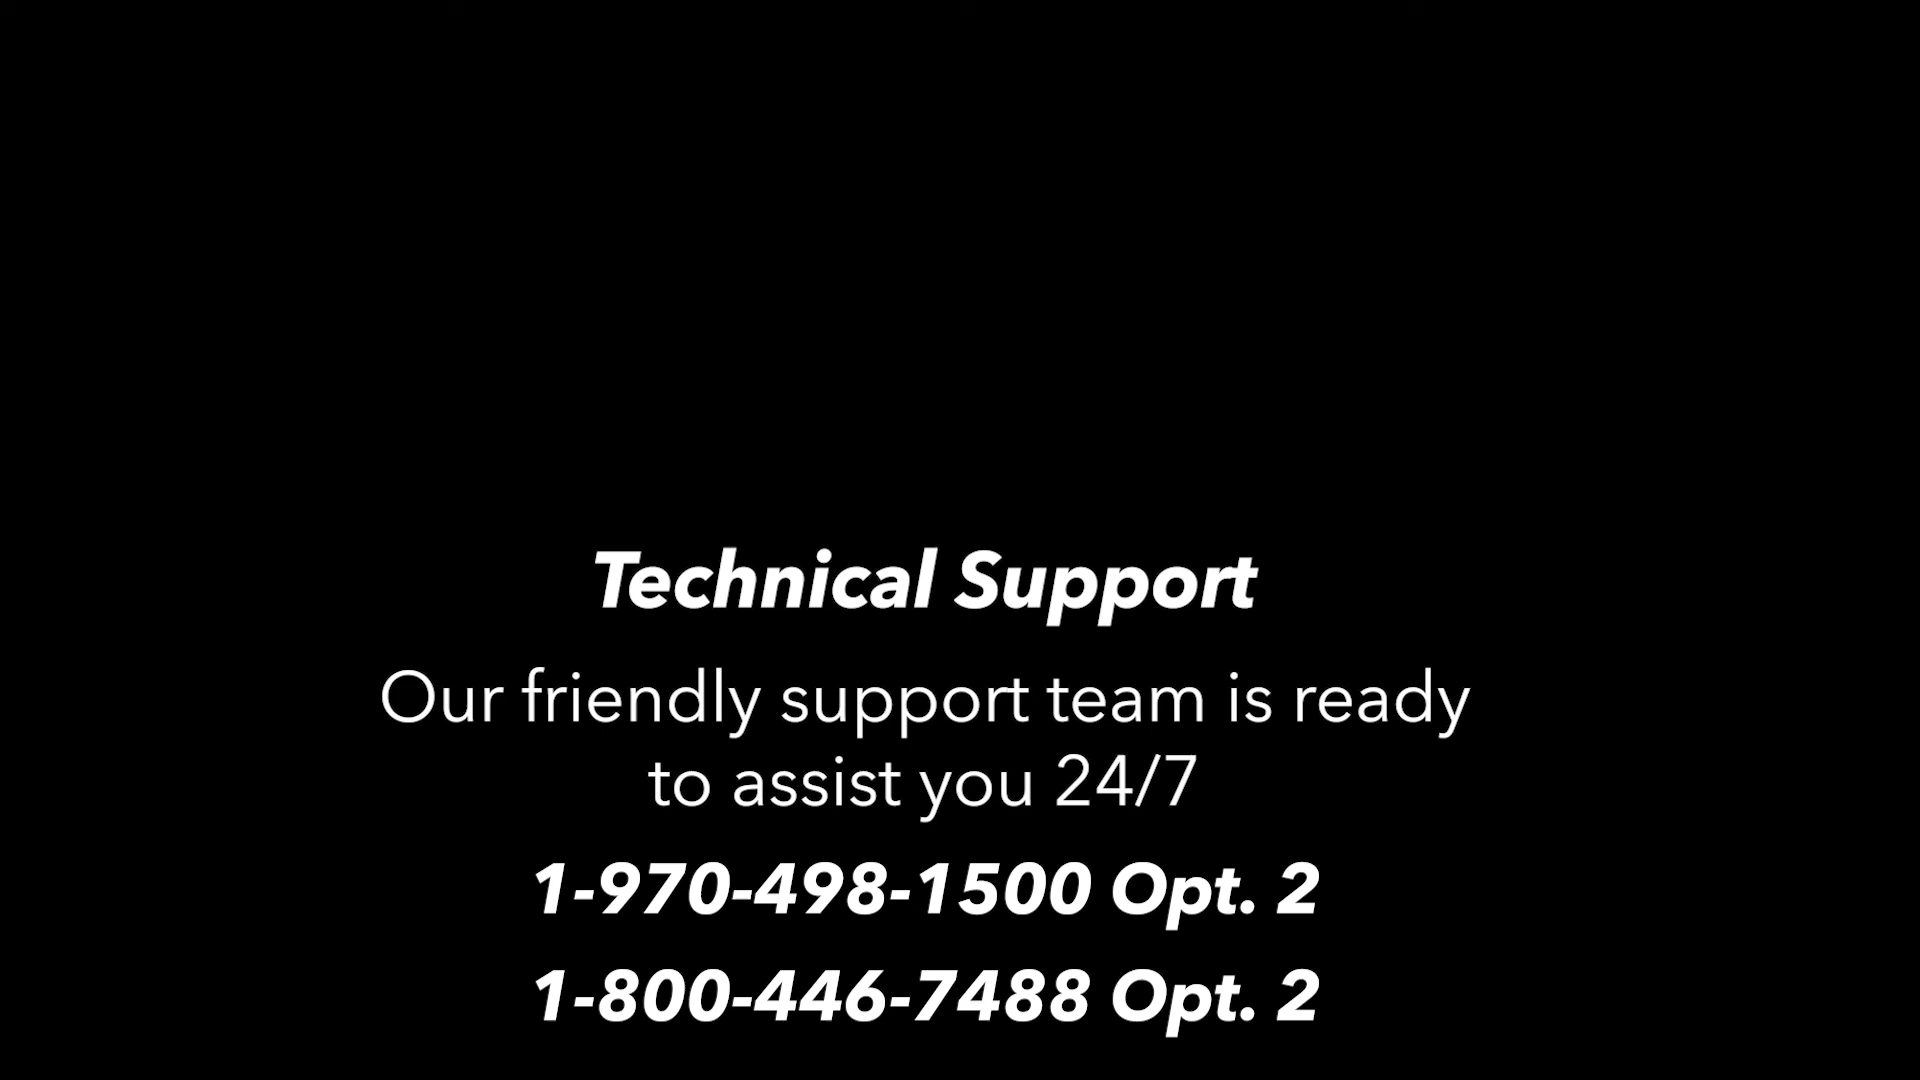 Technical Support
Our friendly support team is ready
to assist you 24/7
1-970-498-1500 Opt. 2
1-800-446-7488 Opt. 2